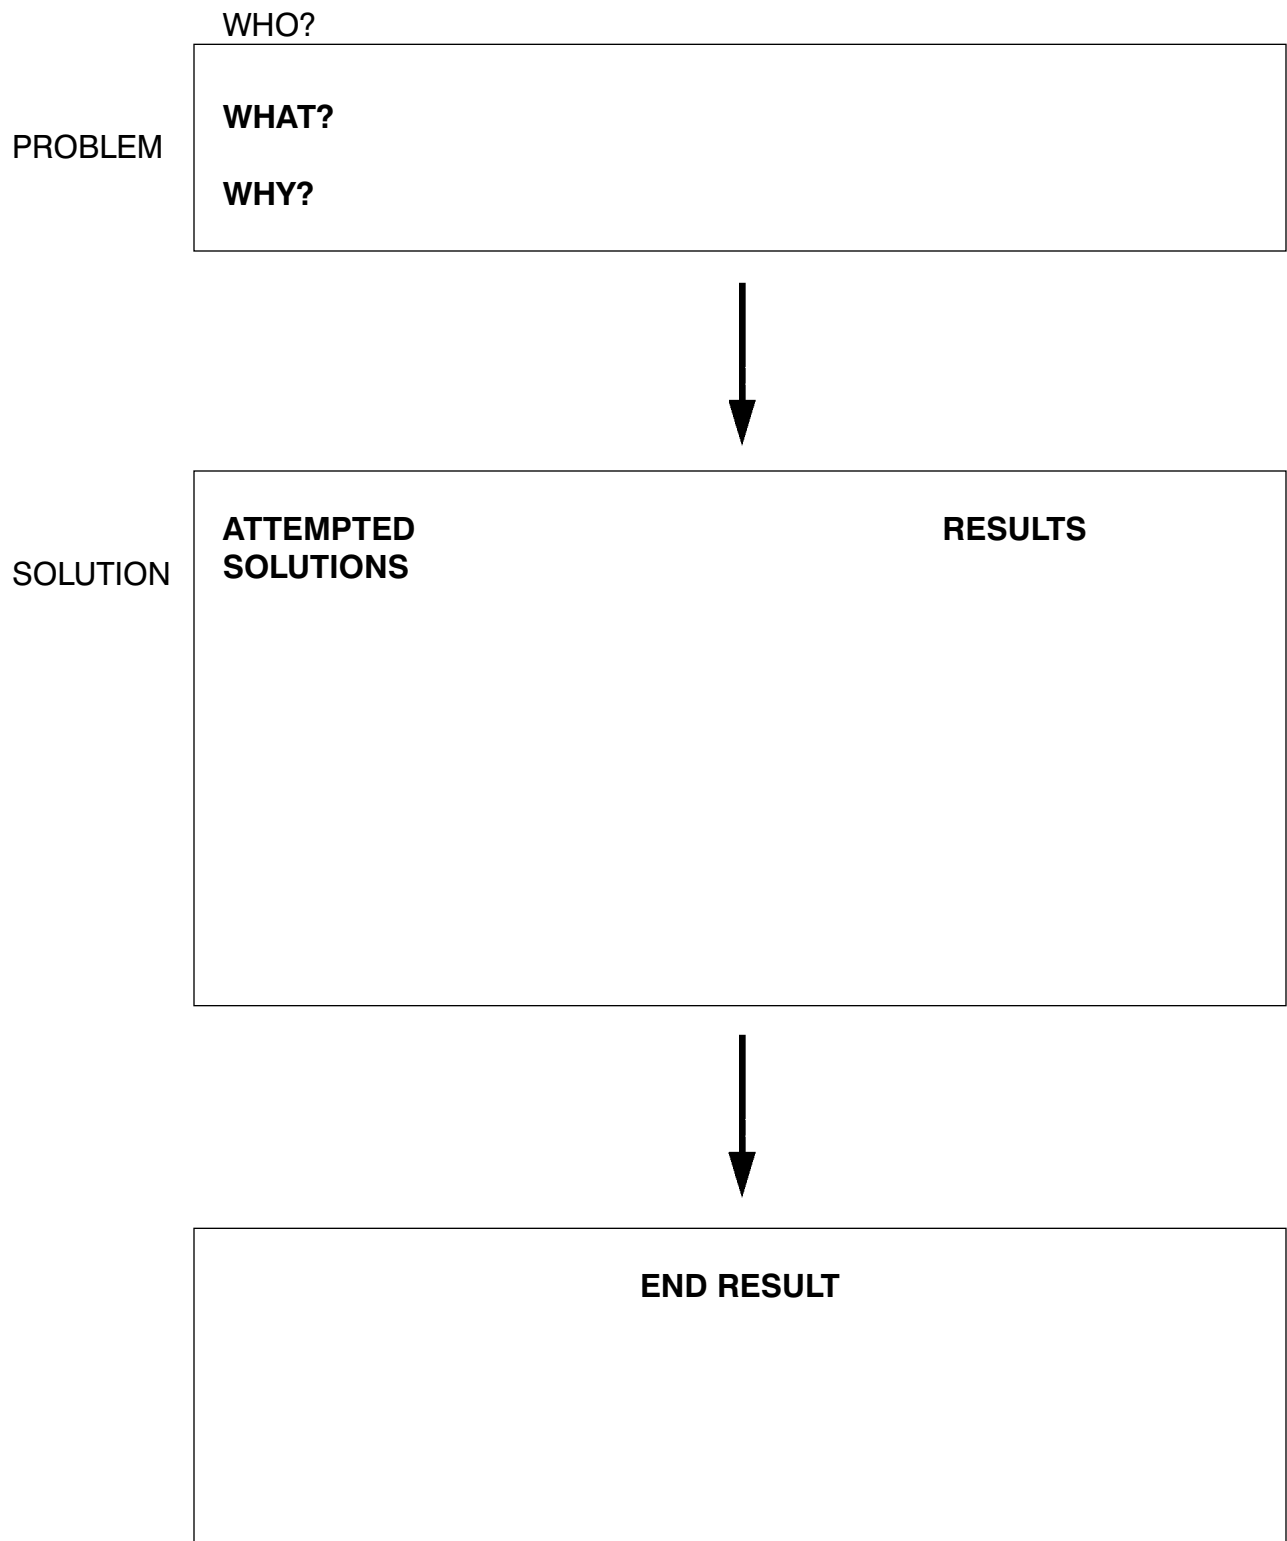 WHO?
WHAT?
PROBLEM
WHY?
ATTEMPTED
SOLUTIONS
RESULTS
SOLUTION
END RESULT